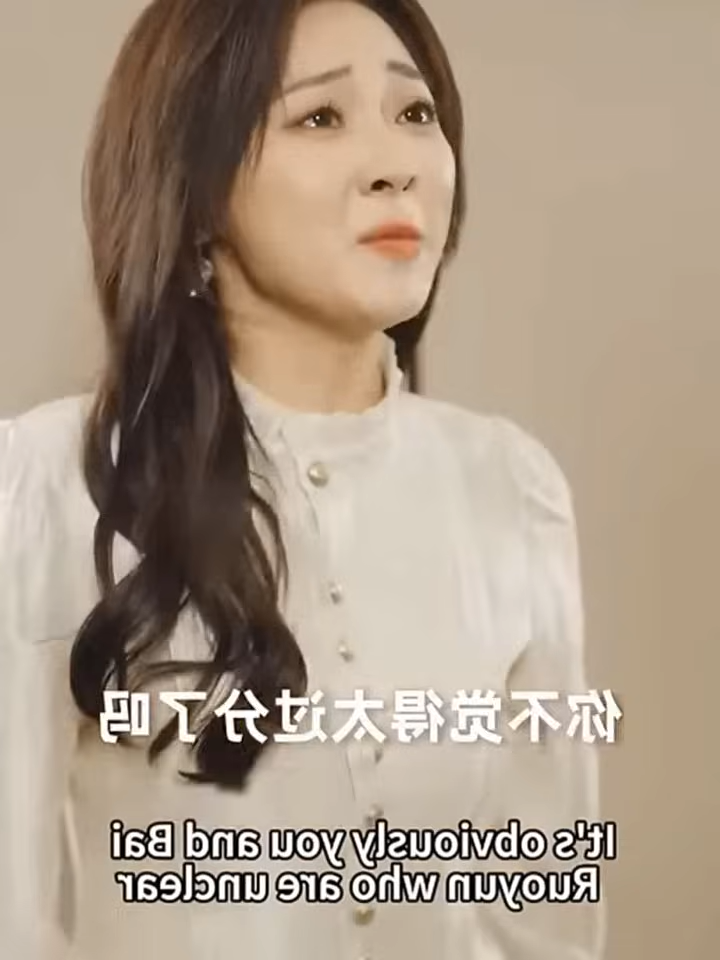 你不觉得太过分了吗
It's obviously you and Bai
Ruoyun who are unclear